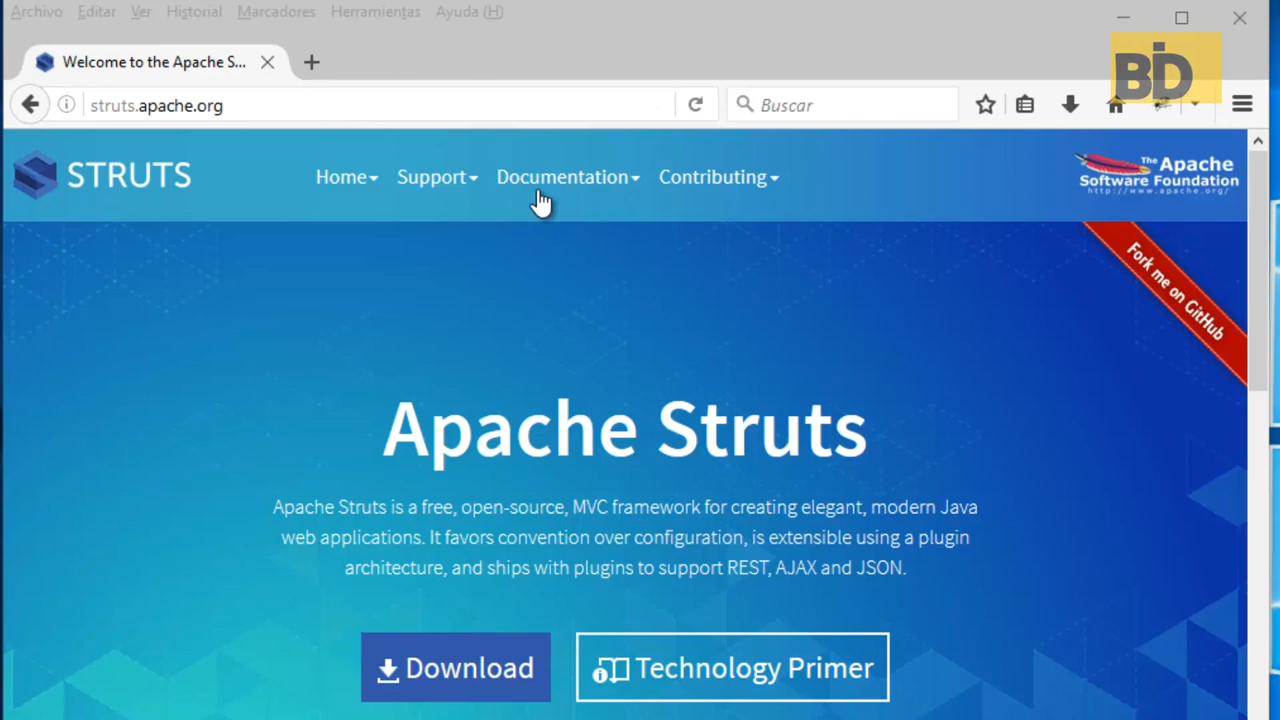 Archivo Editar Ver Historial Marcadores Herramientas Ayuda (H)
BID
Welcome to the Apache S...
struts.apache.org
Buscar
STRUTS
Home
Support
Documentation
Contributing
The Apache
Software Foundation
http://www.apache.org/
Fork me on GitHub
Apache Struts
Apache Struts is a free, open-source, MVC framework for creating elegant, modern Java
web applications. It favors convention over configuration, is extensible using a plugin
architecture, and ships with plugins to support REST, AJAX and JSON.
Download
Technology Primer